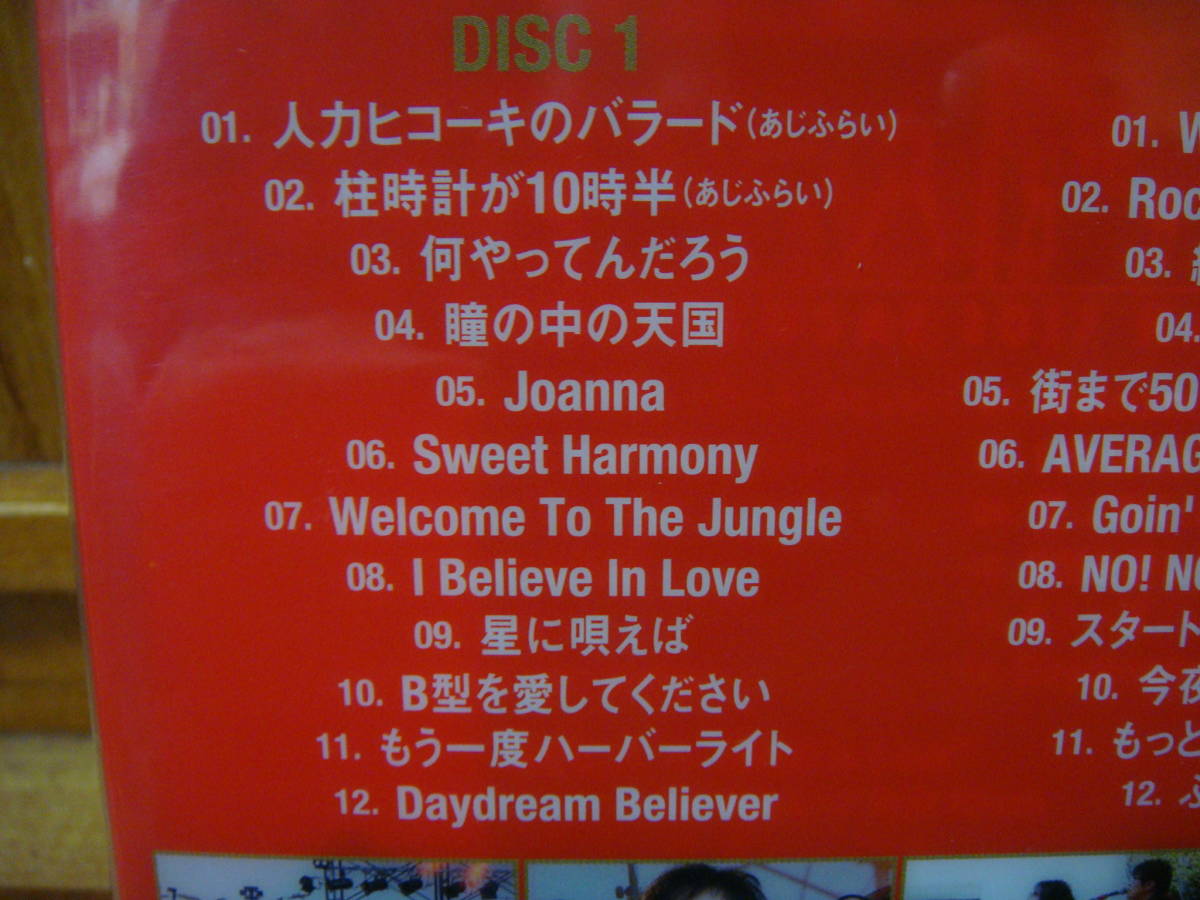 DISC 1
01. 人力ヒコーキのバラード(あじふらい)
02. 柱時計が10時半(あじふらい)
03. 何やってんだろう
04. 瞳の中の天国
05. Joanna
06. Sweet Harmony
07. Welcome To The Jungle
08. I Believe In Love
09. 星に唄えば
10. B型を愛してください
11. もう一度ハーバーライト
12. Daydream Believer
01.
02.
03.
04.
05. 街まで50
06.
07. Goin'
08. NO!
09. スタート
10.
11. もっと
12.